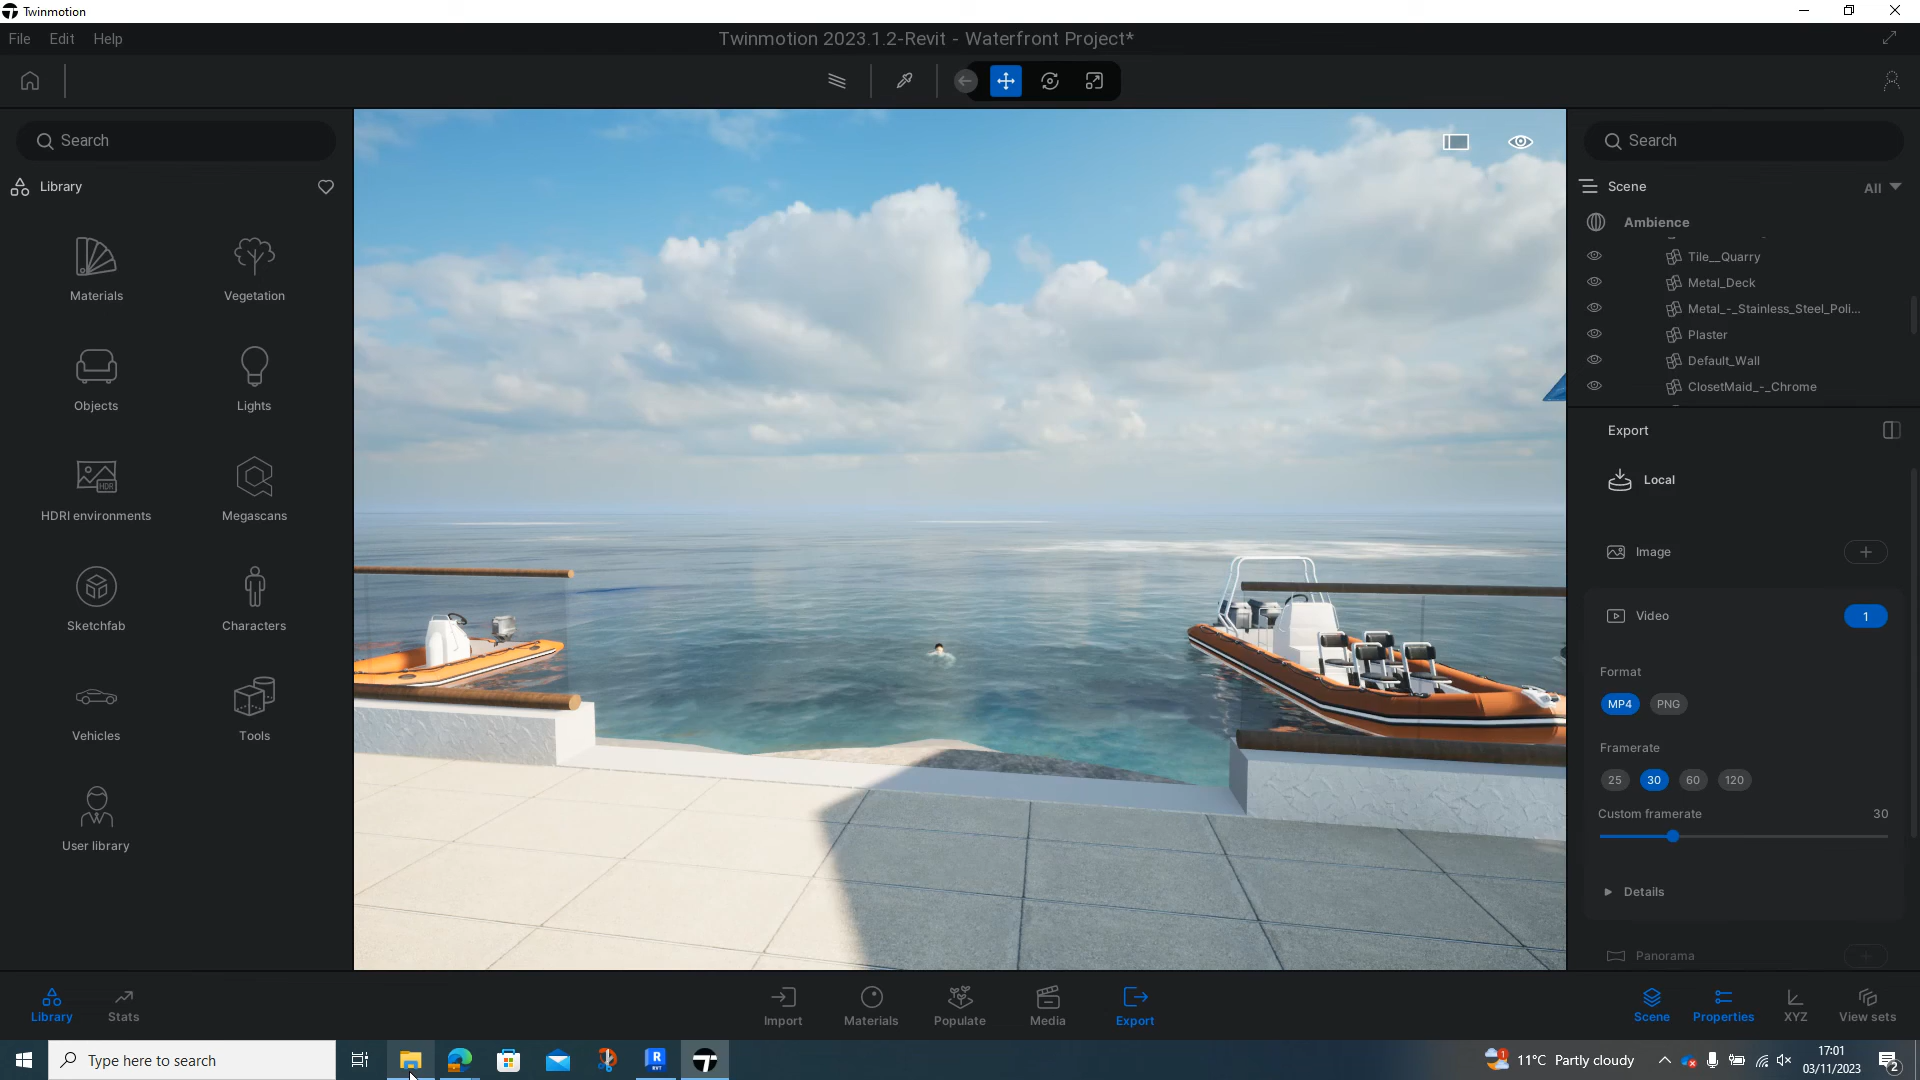 Twinmotion
File Edit Help
Twinmotion 2023.1.2-Revit - Waterfront Project*
Search
Library
Materials
Vegetation
Objects
Lights
HDR
HDRI environments
Megascans
Sketchfab
Characters
Vehicles
Tools
User library
Search
Scene All
Ambience
Tile__Quarry
Metal_Deck
Metal_-_Stainless_Steel_Poli...
Plaster
Default_Wall
ClosetMaid_-_Chrome
Export
Local
Image
Video 1
Format
MP4 PNG
Framerate
25 30 60 120
Custom framerate 30
Details
Panorama
Library
Stats
Import
Materials
Populate
Media
Export
Scene
Properties
XYZ
View sets
Type here to search
R
RVT
1
11°C Partly cloudy
17:01
03/11/2023
2